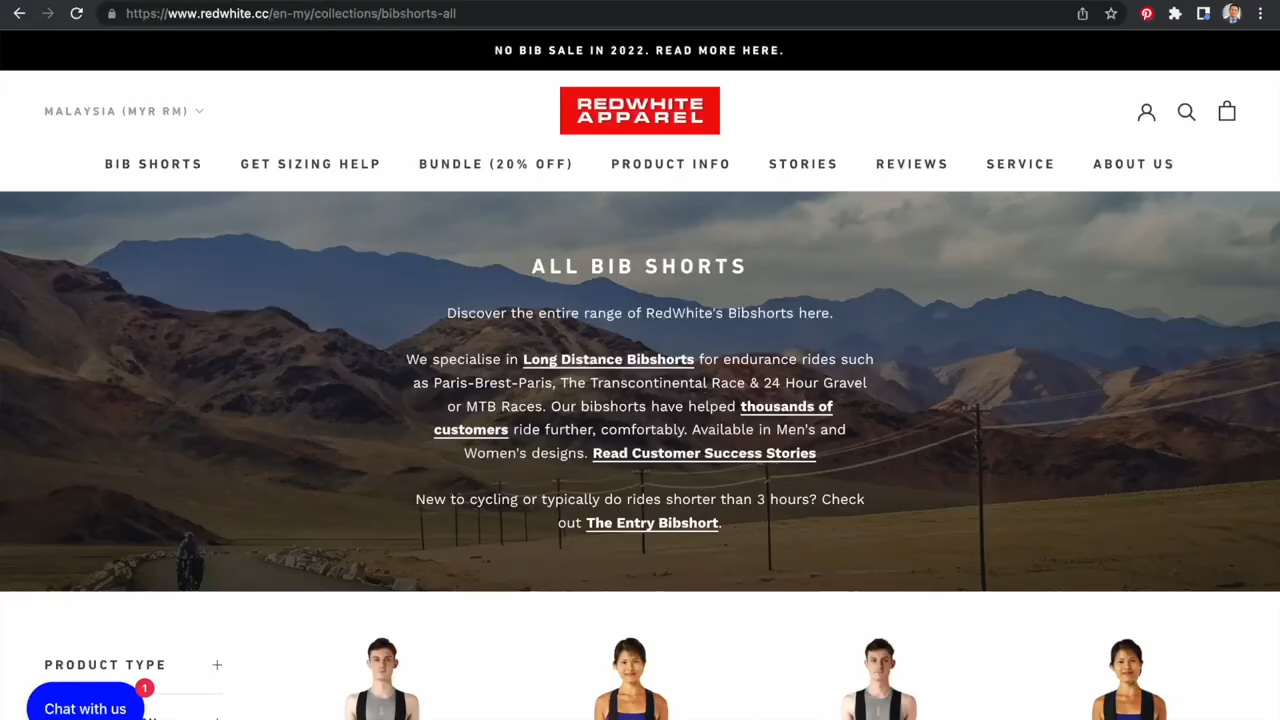 https://www.redwhite.cc/en-my/collections/bibshorts-all
NO BIB SALE IN 2022. READ MORE HERE.
MALAYSIA (MYR RM)
REDWHITE
APPAREL
BIB SHORTS
GET SIZING HELP
BUNDLE (20% OFF)
PRODUCT INFO
STORIES
REVIEWS
SERVICE
ABOUT US
ALL BIB SHORTS
Discover the entire range of RedWhite's Bibshorts here.
We specialise in Long Distance Bibshorts for endurance rides such
as Paris-Brest-Paris, The Transcontinental Race & 24 Hour Gravel
or MTB Races. Our bibshorts have helped thousands of
customers ride further, comfortably. Available in Men's and
Women's designs. Read Customer Success Stories
New to cycling or typically do rides shorter than 3 hours? Check
out The Entry Bibshort.
PRODUCT TYPE
1
Chat with us